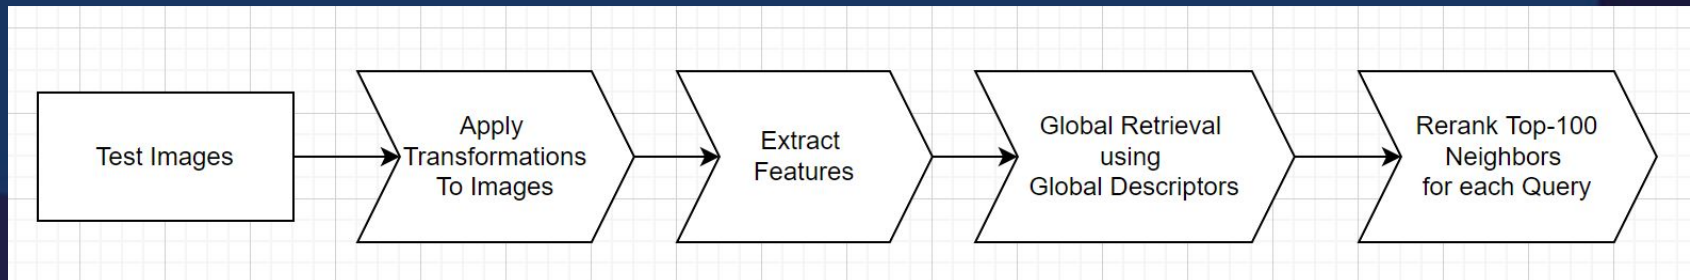 Test Images
Apply
Transformations
To Images
Extract
Features
Global Retrieval
using
Global Descriptors
Rerank Top-100
Neighbors
for each Query